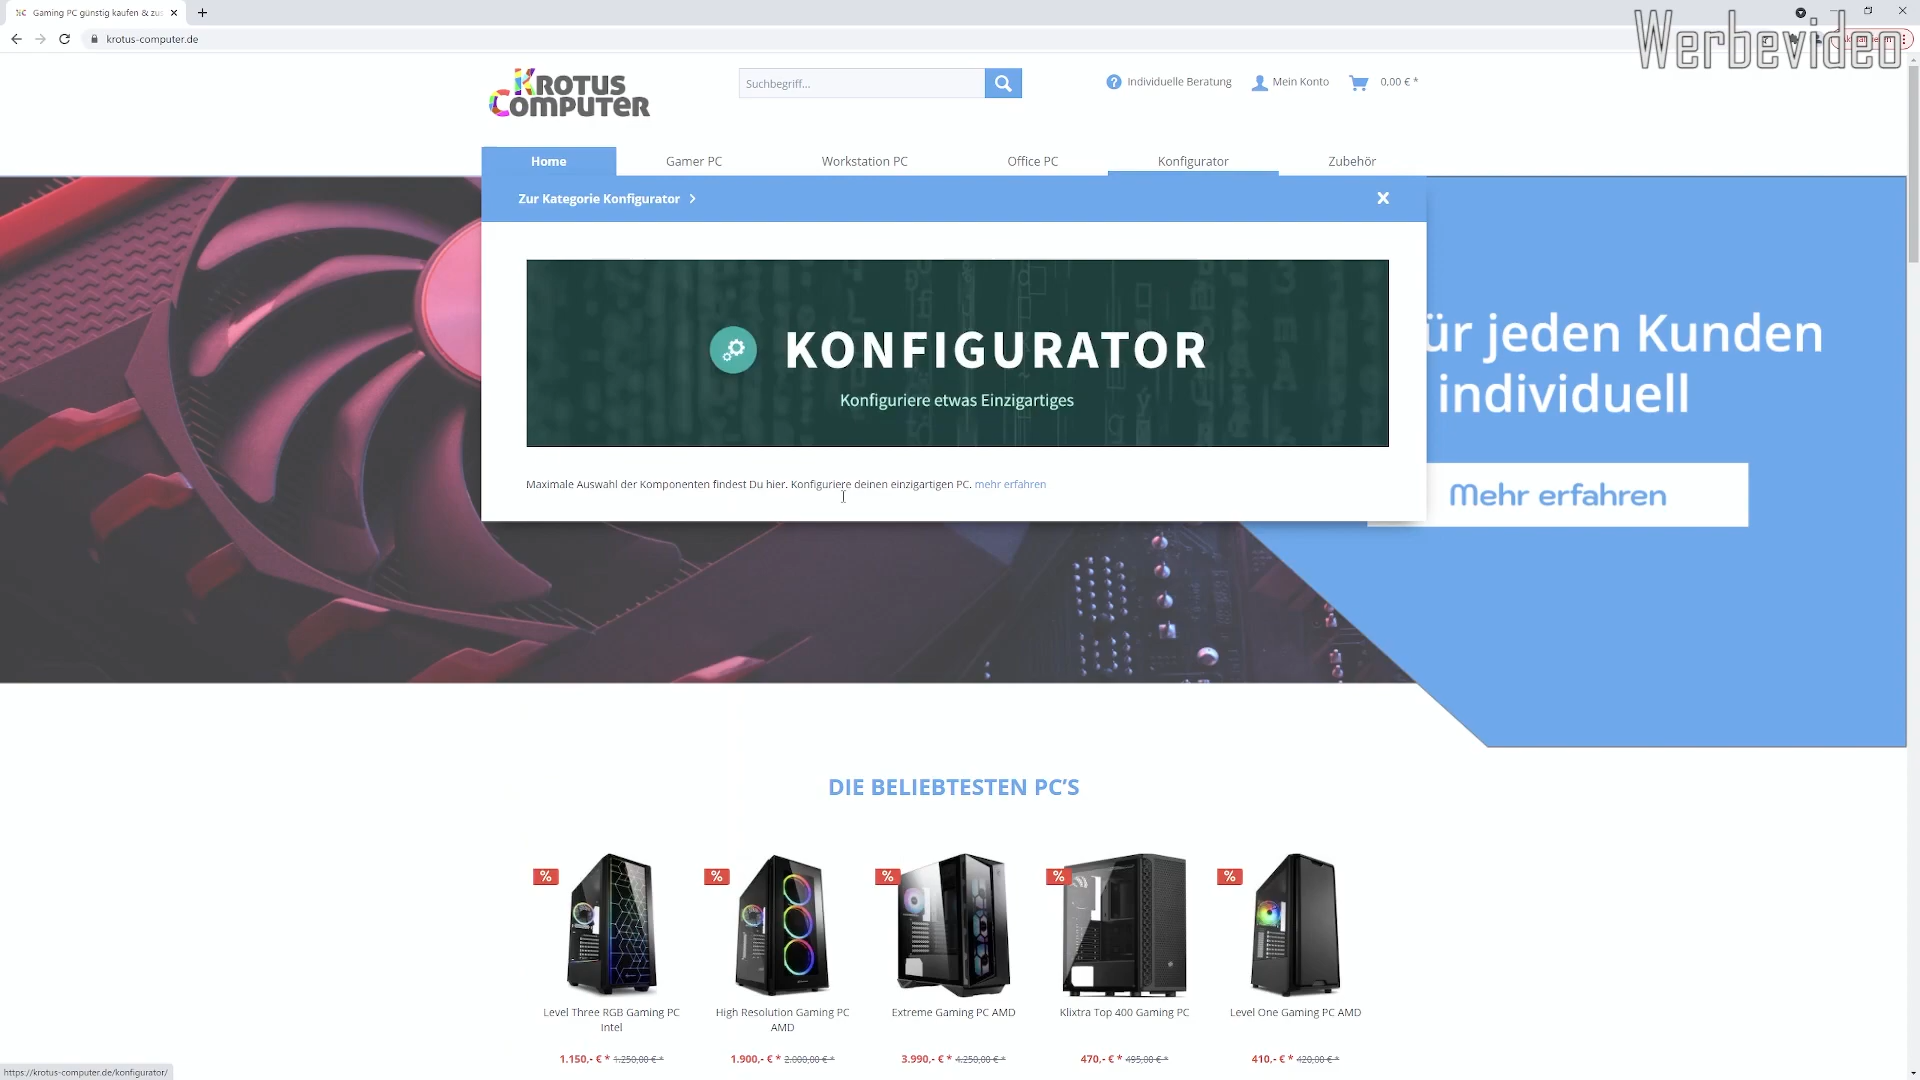 Gaming PC günstig kaufen & zus
krotus-computer.de
Werbevideo
KROTUS
COMPUTER
Suchbegriff...
Individuelle Beratung
Mein Konto
0,00 € *
Home
Gamer PC
Workstation PC
Office PC
Konfigurator
Zubehör
Zur Kategorie Konfigurator
KONFIGURATOR
Konfiguriere etwas Einzigartiges
Maximale Auswahl der Komponenten findest Du hier. Konfiguriere deinen einzigartigen PC. mehr erfahren
ür jeden Kunden
individuell
Mehr erfahren
DIE BELIEBTESTEN PC’S
%
%
%
%
%
Level Three RGB Gaming PC
Intel
High Resolution Gaming PC
AMD
Extreme Gaming PC AMD
Klixtra Top 400 Gaming PC
Level One Gaming PC AMD
1.150,- € * 1.250,00 € *
1.900,- € * 2.000,00 € *
3.990,- € * 4.250,00 € *
470,- € * 495,00 € *
410,- € * 420,00 € *
https://krotus-computer.de/konfigurator/